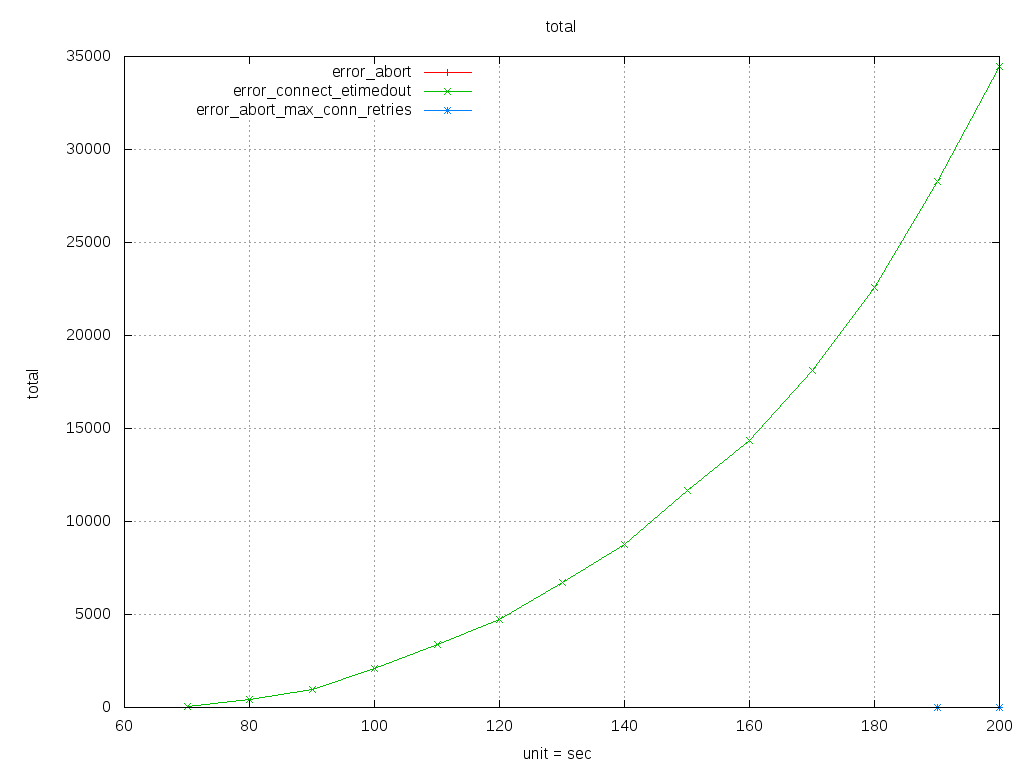 total
35000
30000
25000
20000
15000
10000
5000
0
error_abort
error_connect_etimedout
error_abort_max_conn_retries
total
60 80 100 120 140 160 180 200
unit = sec